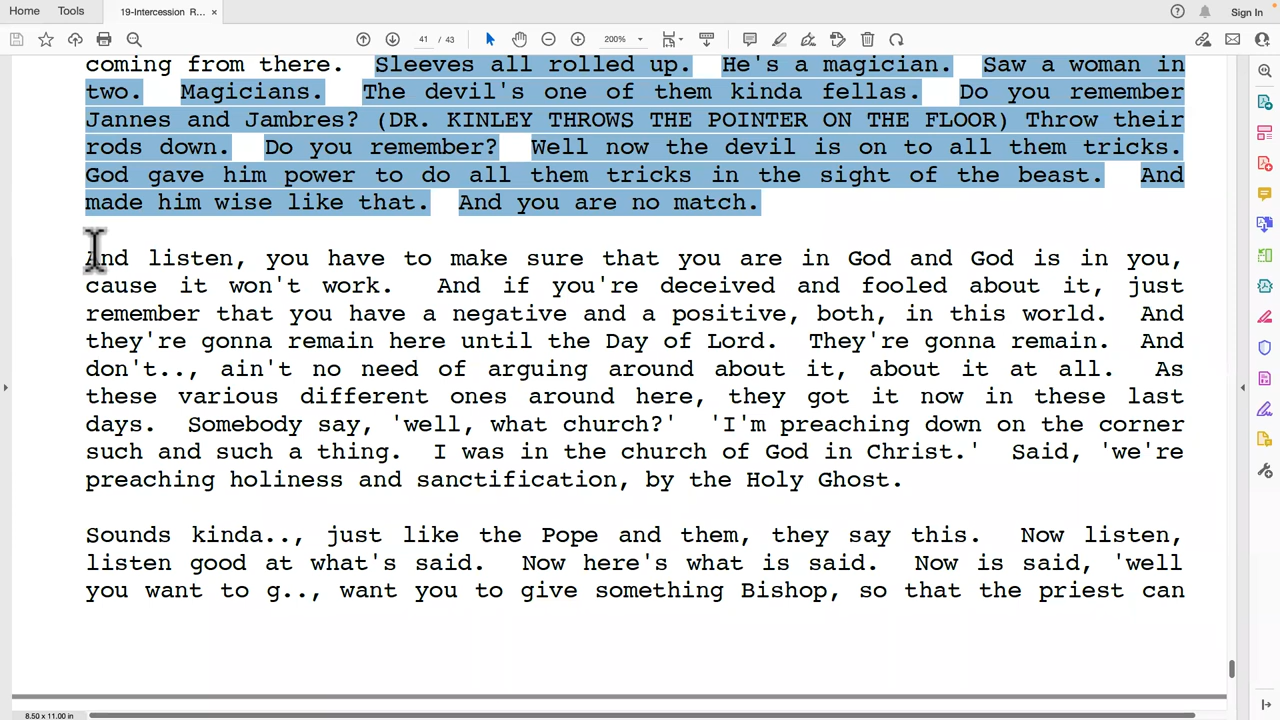 Home Tools 19-Intercession R... × Sign In
41 / 43 200%
coming from there.  Sleeves all rolled up.  He's a magician.  Saw a woman in
two.  Magicians.  The devil's one of them kinda fellas.  Do you remember
Jannes and Jambres? (DR. KINLEY THROWS THE POINTER ON THE FLOOR) Throw their
rods down.  Do you remember?  Well now the devil is on to all them tricks.
God gave him power to do all them tricks in the sight of the beast.  And
made him wise like that.  And you are no match.
And listen, you have to make sure that you are in God and God is in you,
cause it won't work.  And if you're deceived and fooled about it, just
remember that you have a negative and a positive, both, in this world.  And
they're gonna remain here until the Day of Lord.  They're gonna remain.  And
don't.., ain't no need of arguing around about it, about it at all.  As
these various different ones around here, they got it now in these last
days.  Somebody say, 'well, what church?'  'I'm preaching down on the corner
such and such a thing.  I was in the church of God in Christ.'  Said, 'we're
preaching holiness and sanctification, by the Holy Ghost.
Sounds kinda.., just like the Pope and them, they say this.  Now listen,
listen good at what's said.  Now here's what is said.  Now is said, 'well
you want to g.., want you to give something Bishop, so that the priest can
8.50 x 11.00 in